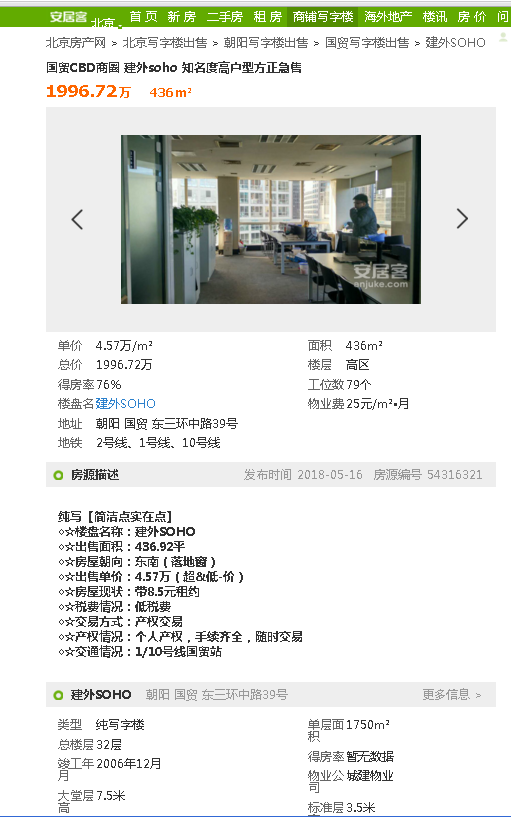 安居客 北京 首 页 新 房 二手房 租 房 商铺写字楼 海外地产 楼讯 房 价 问
北京房产网 > 北京写字楼出售 > 朝阳写字楼出售 > 国贸写字楼出售 > 建外SOHO
国贸CBD商圈 建外soho 知名度高户型方正急售
1996.72万 436m²
安居客
anjuke.com
单价 4.57万/m² 面积 436m²
总价 1996.72万 楼层 高区
得房率 76% 工位数 79个
楼盘名 建外SOHO 物业费 25元/m²•月
地址 朝阳 国贸 东三环中路39号
地铁 2号线、1号线、10号线
房源描述 发布时间 2018-05-16 房源编号 54316321
纯写【简洁点实在点】
◇☆楼盘名称：建外SOHO
◇☆出售面积：436.92平
◇☆房屋朝向：东南（落地窗）
◇☆出售单价：4.57万（超&低-价）
◇☆房屋现状：带8.5元租约
◇☆税费情况：低税费
◇☆交易方式：产权交易
◇☆产权情况：个人产权，手续齐全，随时交易
◇☆交通情况：1/10号线国贸站
建外SOHO 朝阳 国贸 东三环中路39号 更多信息 >
类型 纯写字楼 单层面积 1750m²
总楼层 32层 得房率 暂无数据
竣工年月 2006年12月 物业公司 城建物业
大堂层高 7.5米 标准层 3.5米